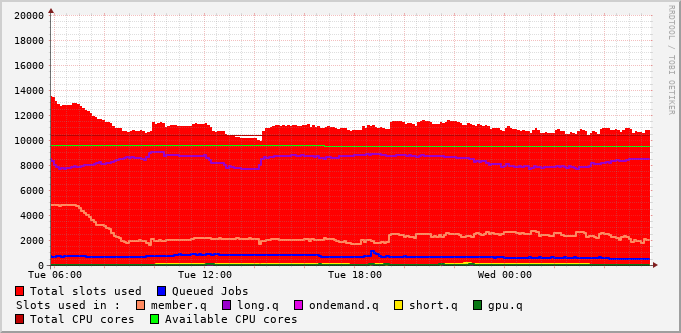 20000
18000
16000
14000
12000
10000
8000
6000
4000
2000
0
Tue 06:00 Tue 12:00 Tue 18:00 Wed 00:00
Total slots used Queued Jobs
Slots used in : member.q long.q ondemand.q short.q gpu.q
Total CPU cores Available CPU cores
RRDTOOL / TOBI OETIKER